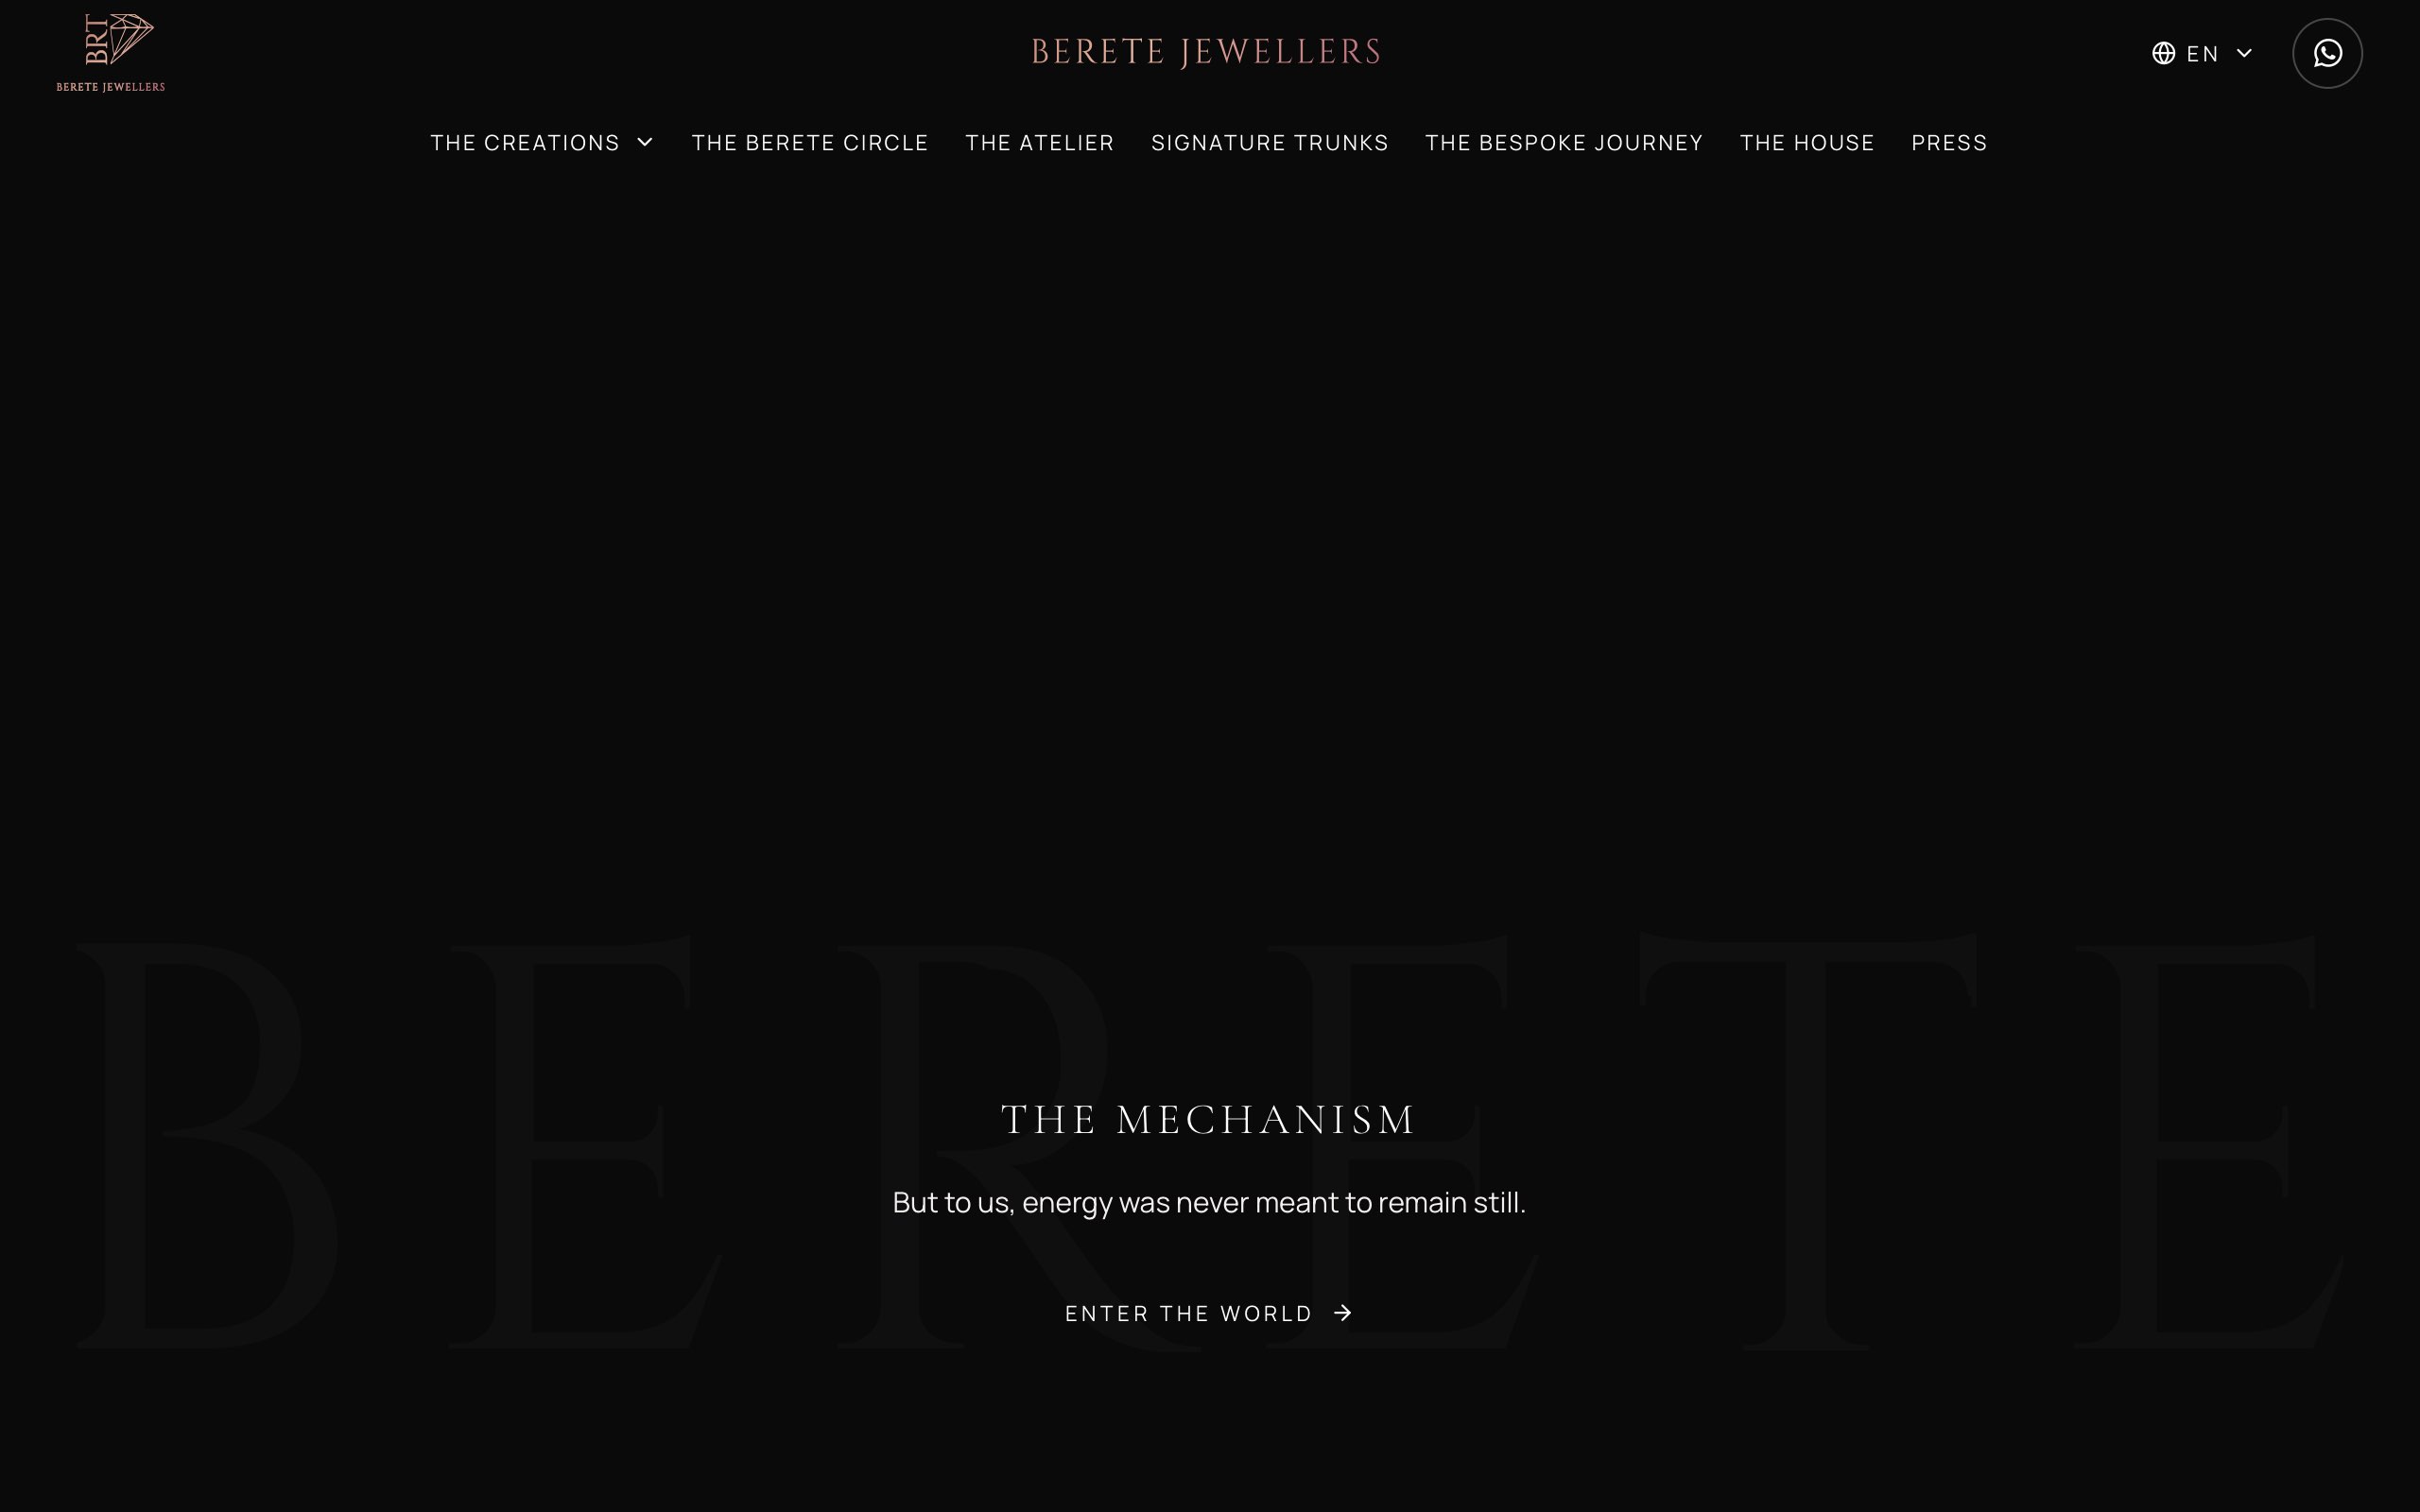 BRT
BERETE JEWELLERS
BERETE JEWELLERS
EN
THE CREATIONS THE BERETE CIRCLE THE ATELIER SIGNATURE TRUNKS THE BESPOKE JOURNEY THE HOUSE PRESS
BERETE
THE MECHANISM
But to us, energy was never meant to remain still.
ENTER THE WORLD